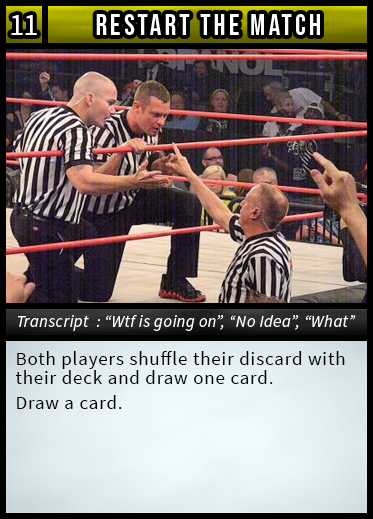 11 RESTART THE MATCH
SPANOL
Transcript : “Wtf is going on”, “No Idea”, “What”
Both players shuffle their discard with
their deck and draw one card.
Draw a card.